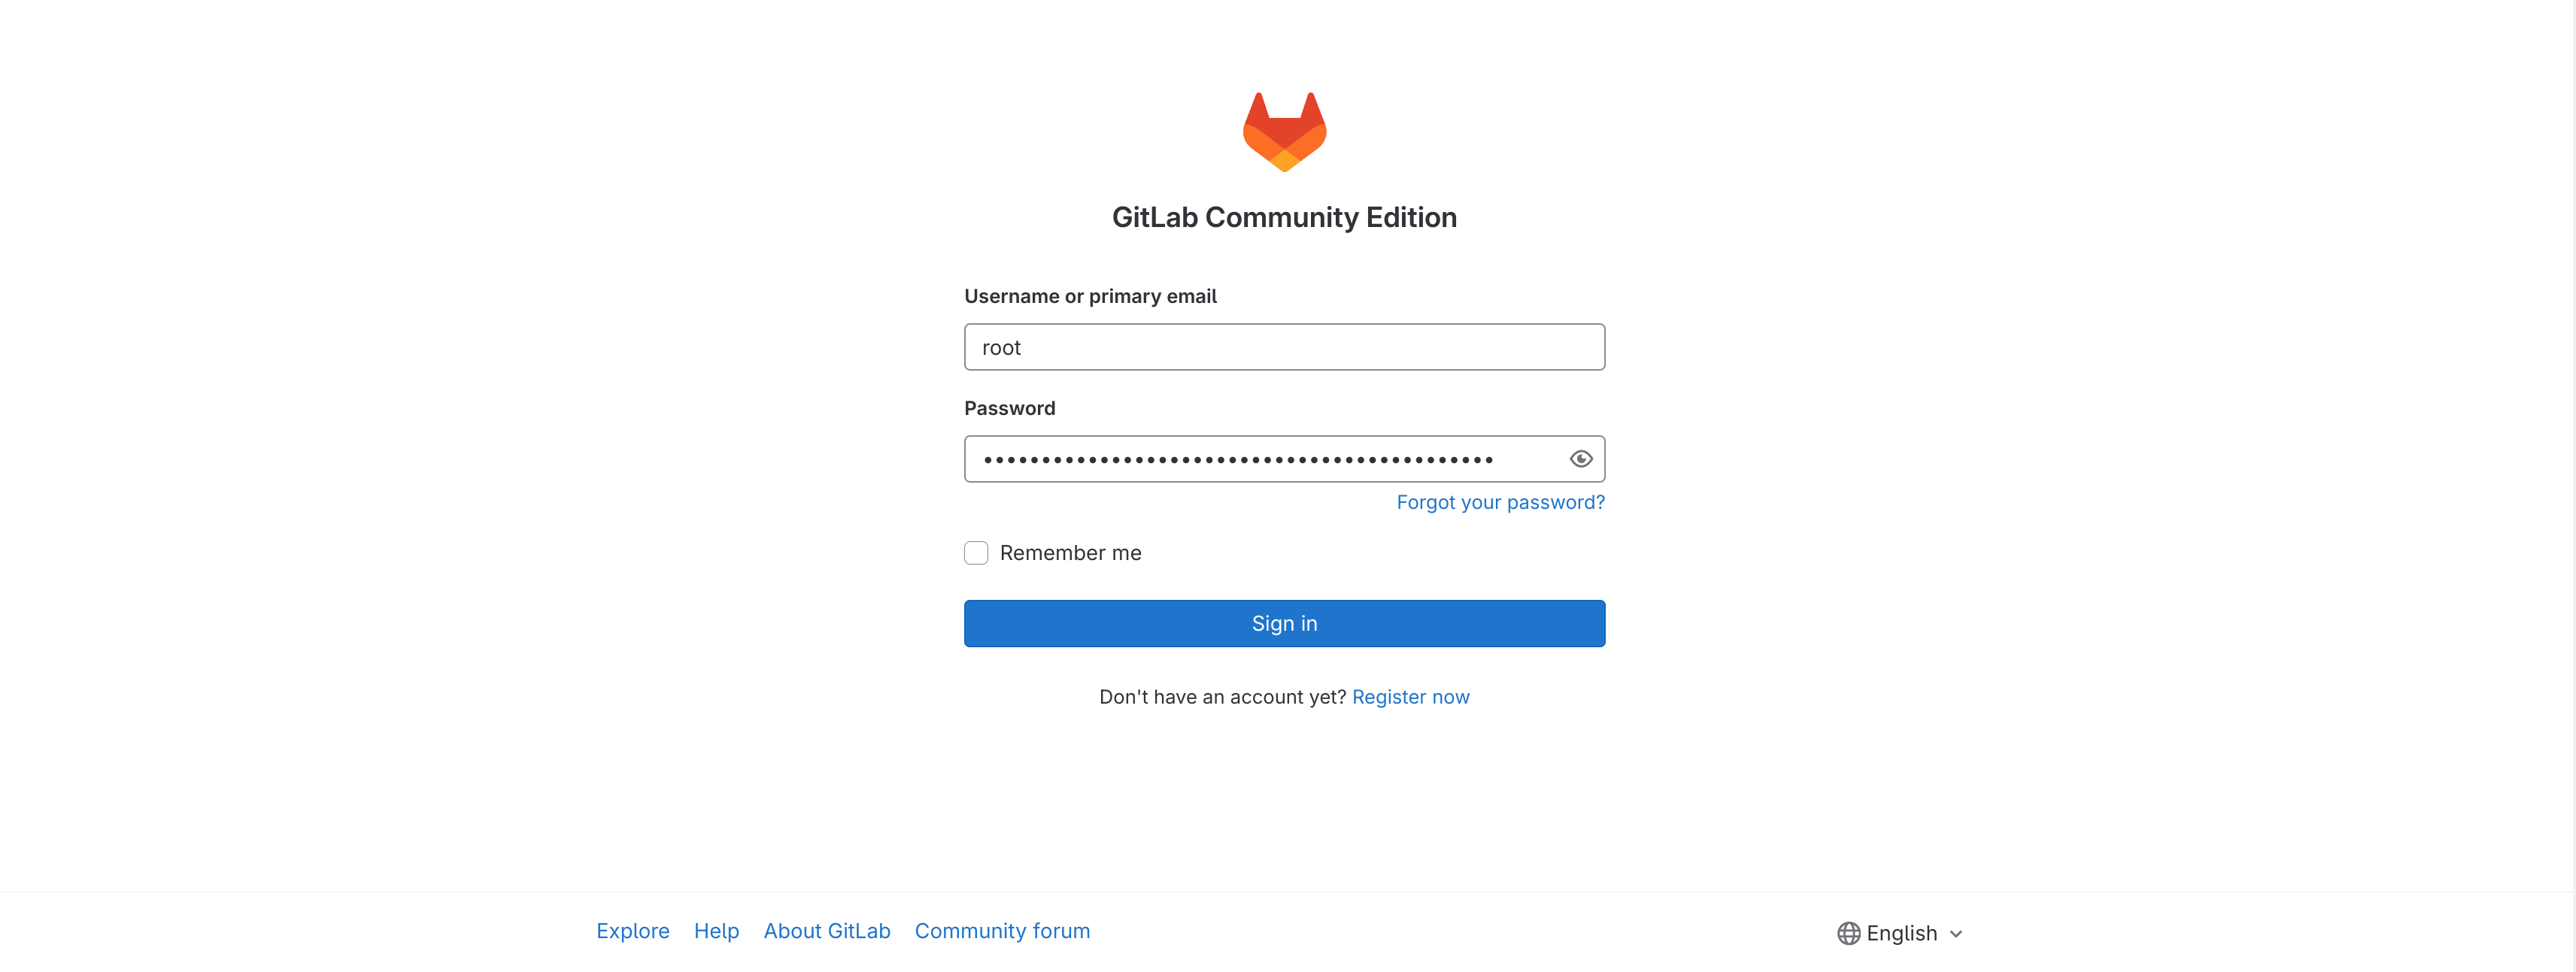 GitLab Community Edition
Username or primary email
root
Password
••••••••••••••••••••••••••••••••••••••••••••
Forgot your password?
Remember me
Sign in
Don't have an account yet? Register now
Explore Help About GitLab Community forum
English